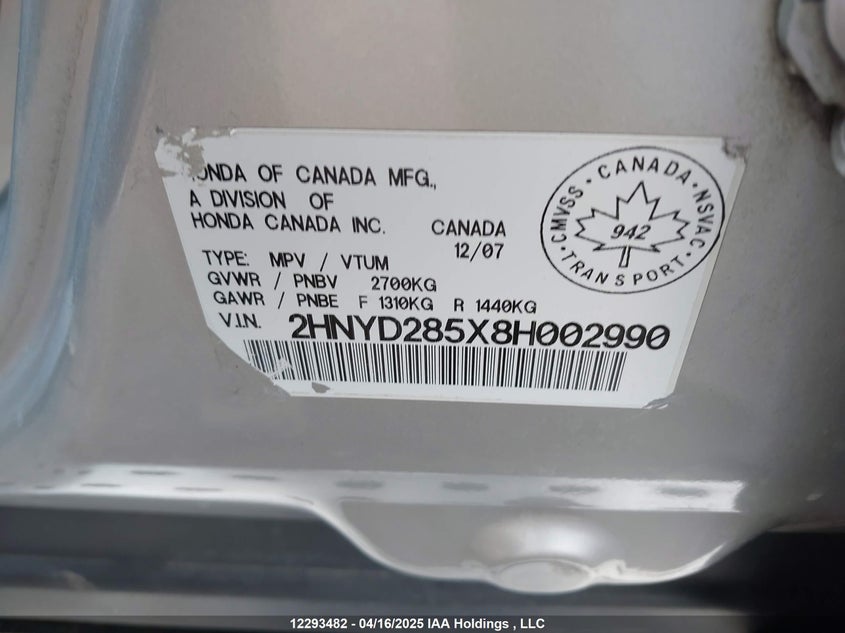 HONDA OF CANADA MFG.,
A DIVISION OF
HONDA CANADA INC. CANADA
12/07
TYPE: MPV / VTUM
GVWR / PNBV 2700KG
GAWR / PNBE F 1310KG R 1440KG
V.I.N. 2HNYD285X8H002990
CMVSS · CANADA · NSVAC · TRANSPORT ·
942
12293482 - 04/16/2025 IAA Holdings , LLC